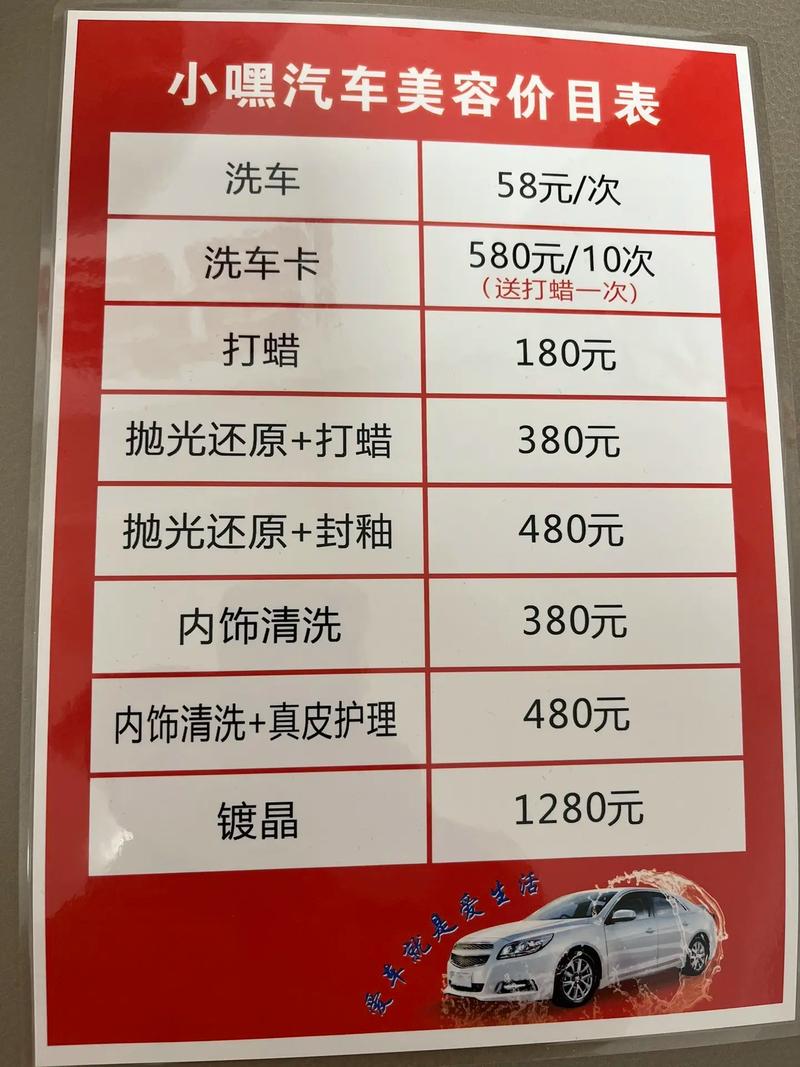 小嘿汽车美容价目表
洗车 58元/次
洗车卡 580元/10次
（送打蜡一次）
打蜡 180元
抛光还原+打蜡 380元
抛光还原+封釉 480元
内饰清洗 380元
内饰清洗+真皮护理 480元
镀晶 1280元
爱车就是爱生活